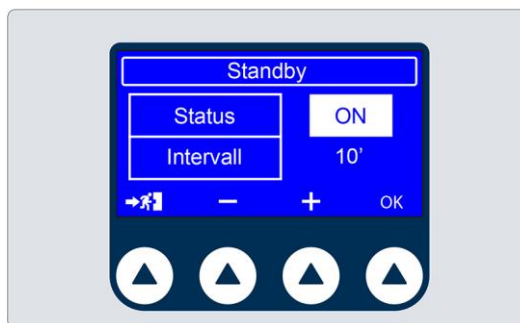 Standby
Status ON
Intervall 10’
− + OK